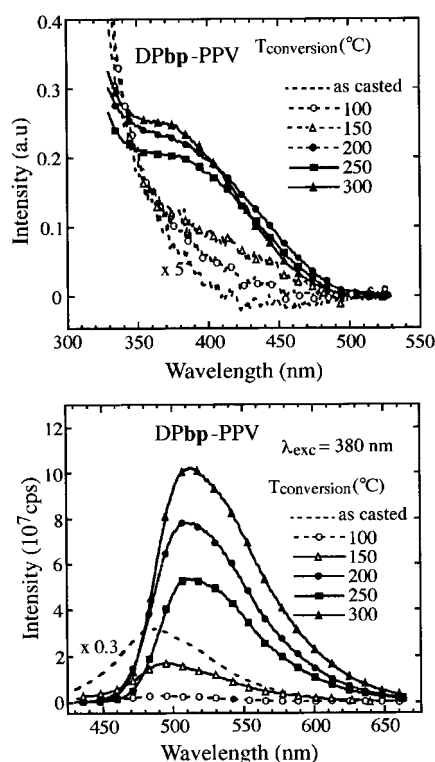 0.4
0.3
0.2
0.1
0
Intensity (a.u)
DPbp-PPV
Tconversion(°C)
as casted
100
150
200
250
300
x 5
300 350 400 450 500 550
Wavelength (nm)
12
10
8
6
4
2
0
Intensity (10⁷cps)
DPbp-PPV
λexc = 380 nm
Tconversion(°C)
as casted
100
150
200
250
300
x 0.3
450 500 550 600 650
Wavelength (nm)